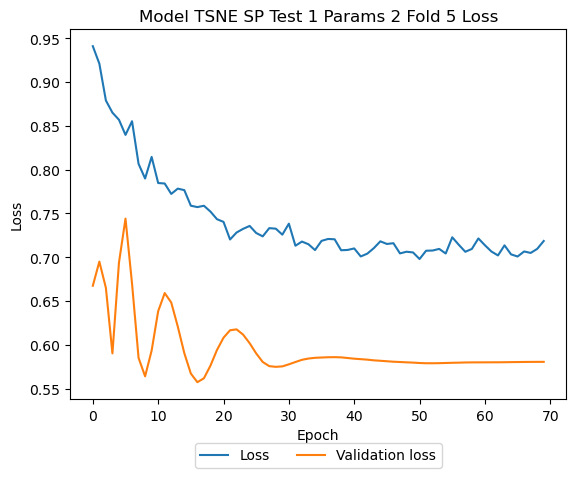 Model TSNE SP Test 1 Params 2 Fold 5 Loss
0.95
0.90
0.85
0.80
0.75
0.70
0.65
0.60
0.55
Loss
0 10 20 30 40 50 60 70
Epoch
Loss Validation loss